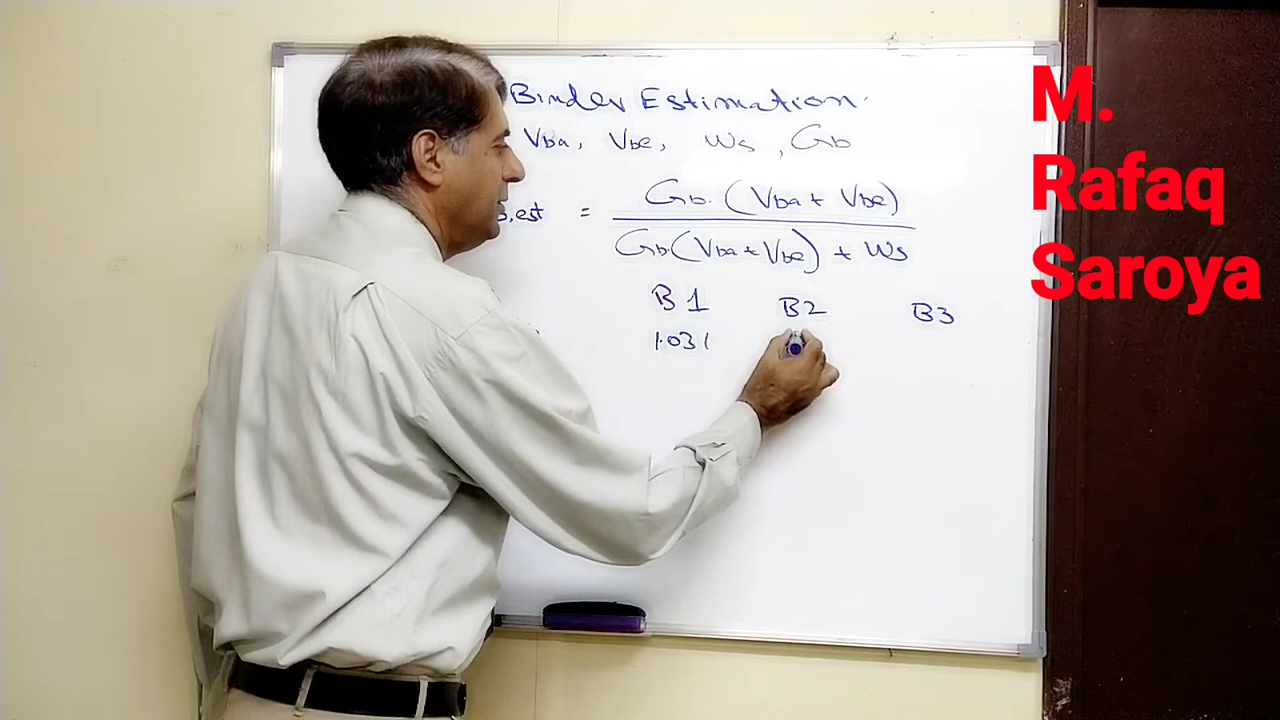 Binder Estimation.
Vba, Vbe, Ws, Gb
b,est = Gb. (Vba + Vbe)
Gb(Vba+Vbe) + Ws
B1 B2 B3
1.031
M.
Rafaq
Saroya